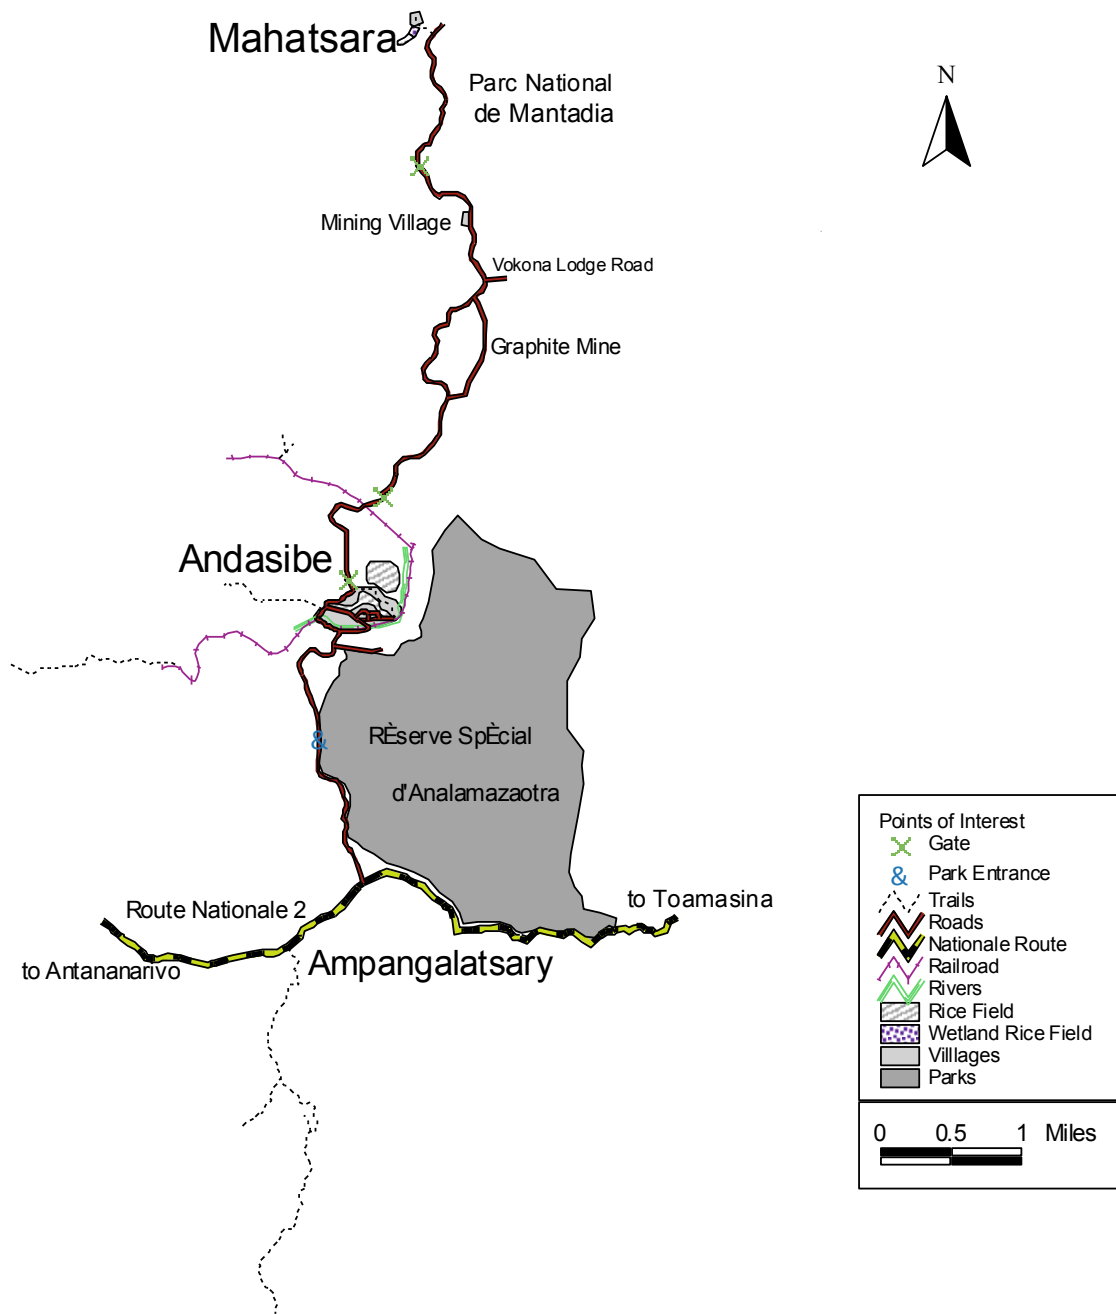 Mahatsara
Parc National
de Mantadia
N
Mining Village
Vokona Lodge Road
Graphite Mine
Andasibe
RÈserve SpÈcial
d'Analamazaotra
Route Nationale 2
to Toamasina
to Antananarivo
Ampangalatsary
Points of Interest
Gate
& Park Entrance
Trails
Roads
Nationale Route
Railroad
Rivers
Rice Field
Wetland Rice Field
Villlages
Parks
0 0.5 1 Miles